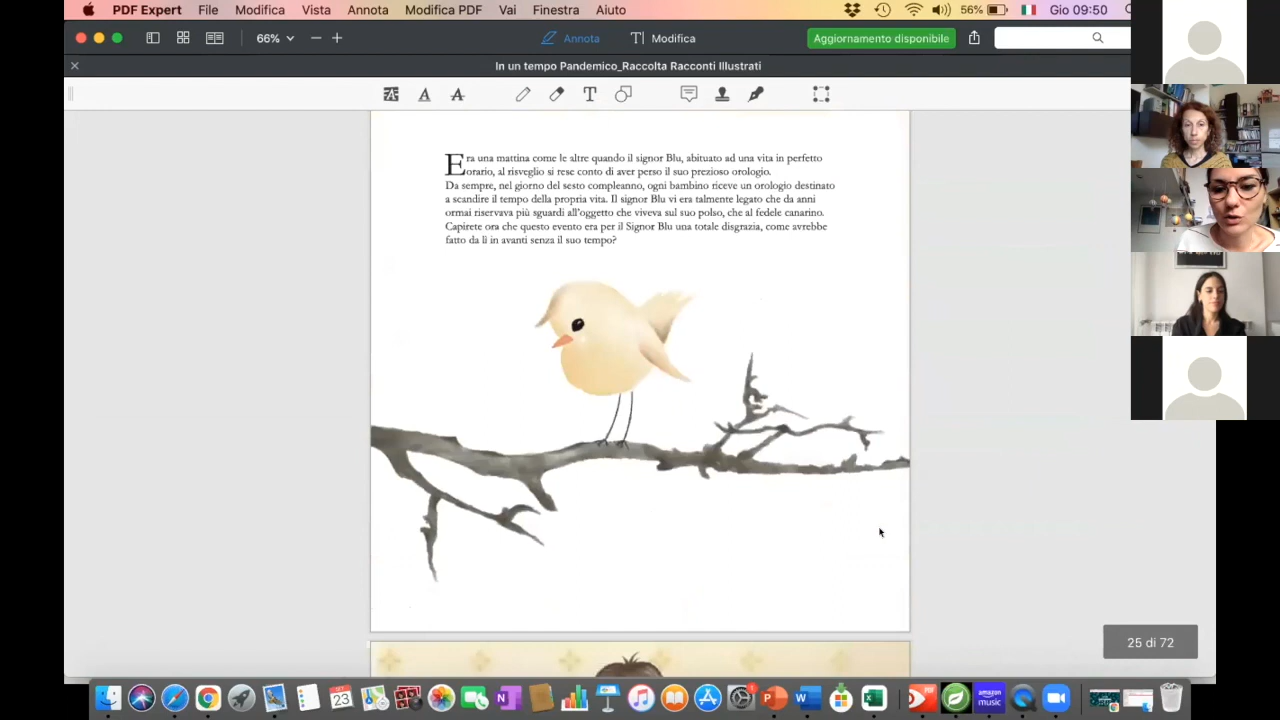 PDF Expert File Modifica Vista Annota Modifica PDF Vai Finestra Aiuto 56% Gio 09:50
66% Annota T Modifica Aggiornamento disponibile
In un tempo Pandemico_Raccolta Racconti Illustrati
Era una mattina come le altre quando il signor Blu, abituato ad una vita in perfetto
orario, al risveglio si rese conto di aver perso il suo prezioso orologio.
Da sempre, nel giorno del sesto compleanno, ogni bambino riceve un orologio destinato
a scandire il tempo della propria vita. Il signor Blu vi era talmente legato che da anni
ormai riservava più sguardi all'oggetto che viveva sul suo polso, che al fedele canarino.
Capirete ora che questo evento era per il Signor Blu una totale disgrazia, come avrebbe
fatto da lì in avanti senza il suo tempo?
25 di 72
23
amazon
music